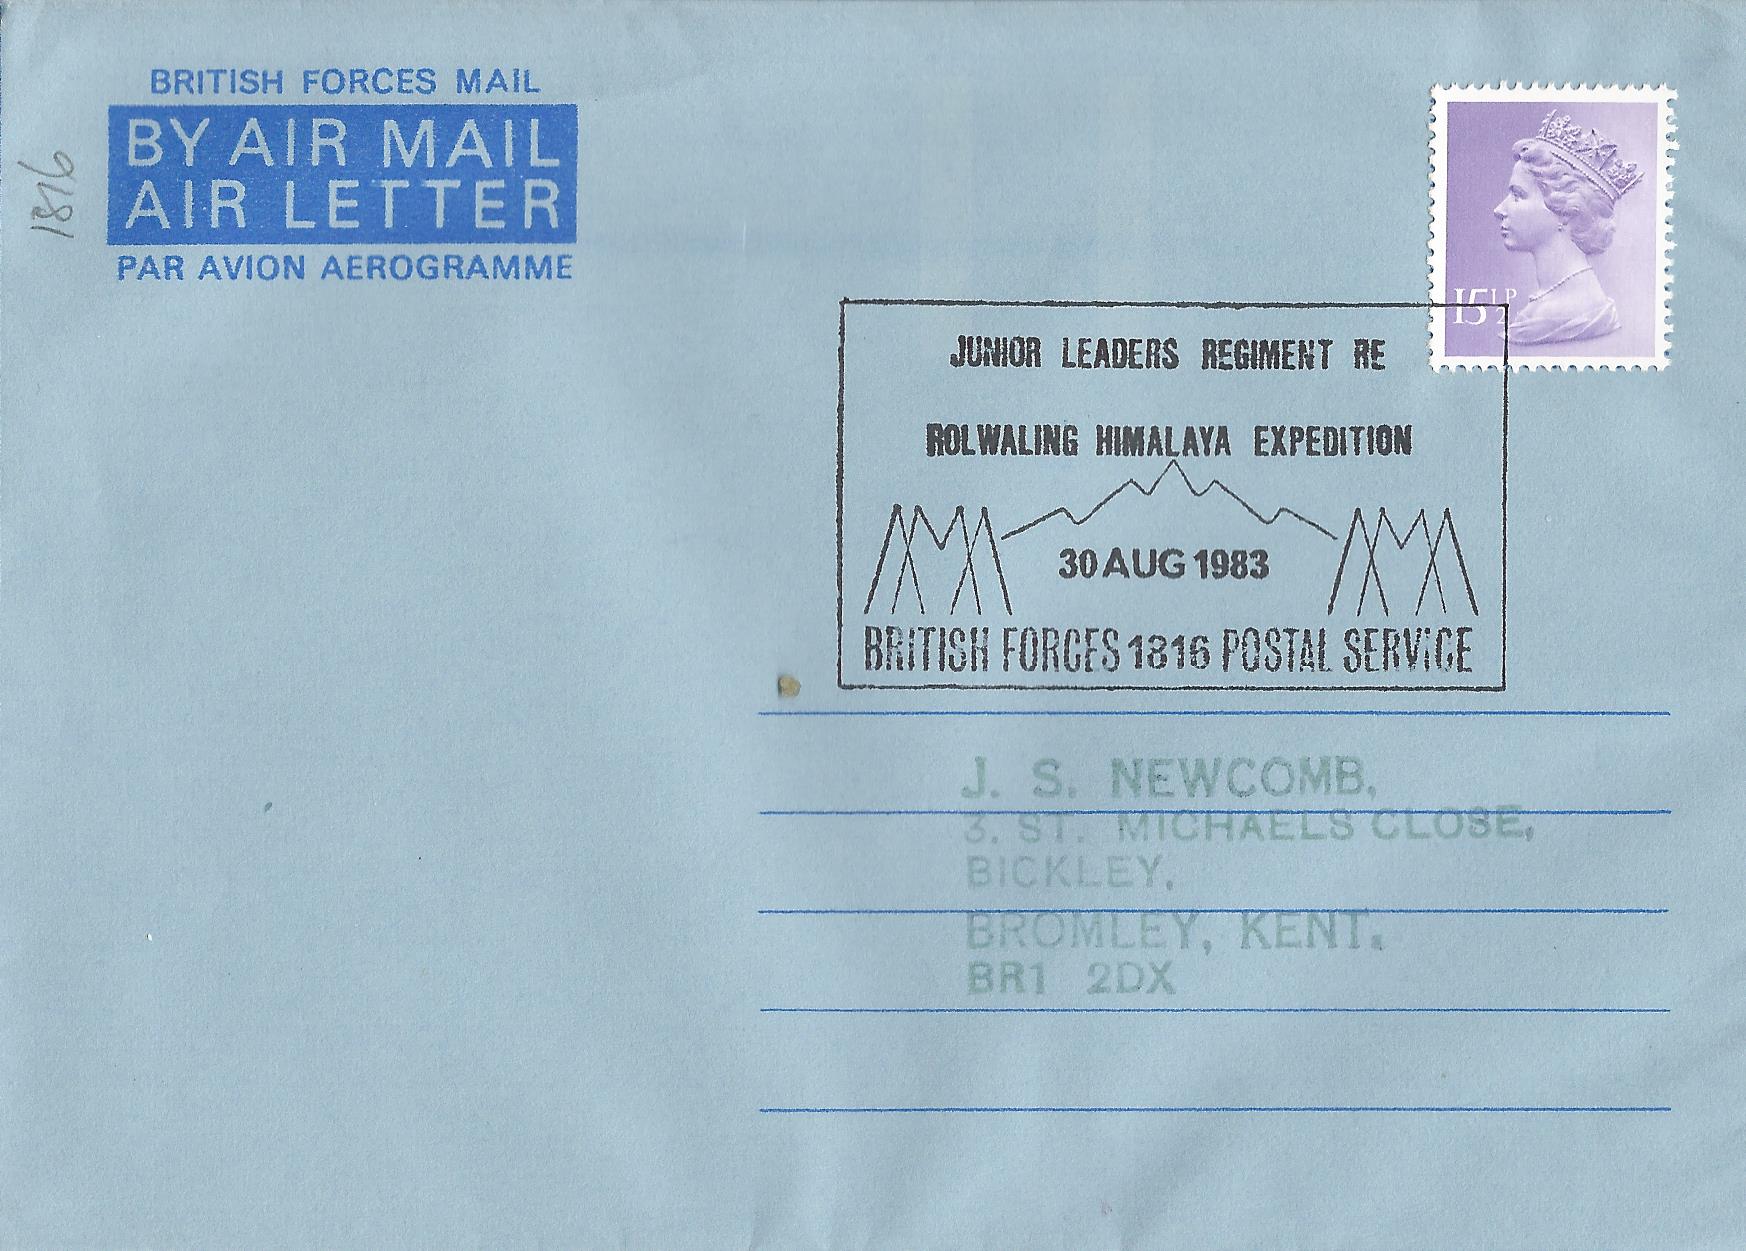 BRITISH FORCES MAIL
BY AIR MAIL
AIR LETTER
PAR AVION AEROGRAMME
1816
15½P
JUNIOR LEADERS REGIMENT RE
ROLWALING HIMALAYA EXPEDITION
30 AUG 1983
BRITISH FORCES 1816 POSTAL SERVICE
J. S. NEWCOMB,
3. ST. MICHAELS CLOSE,
BICKLEY,
BROMLEY, KENT.
BR1 2DX